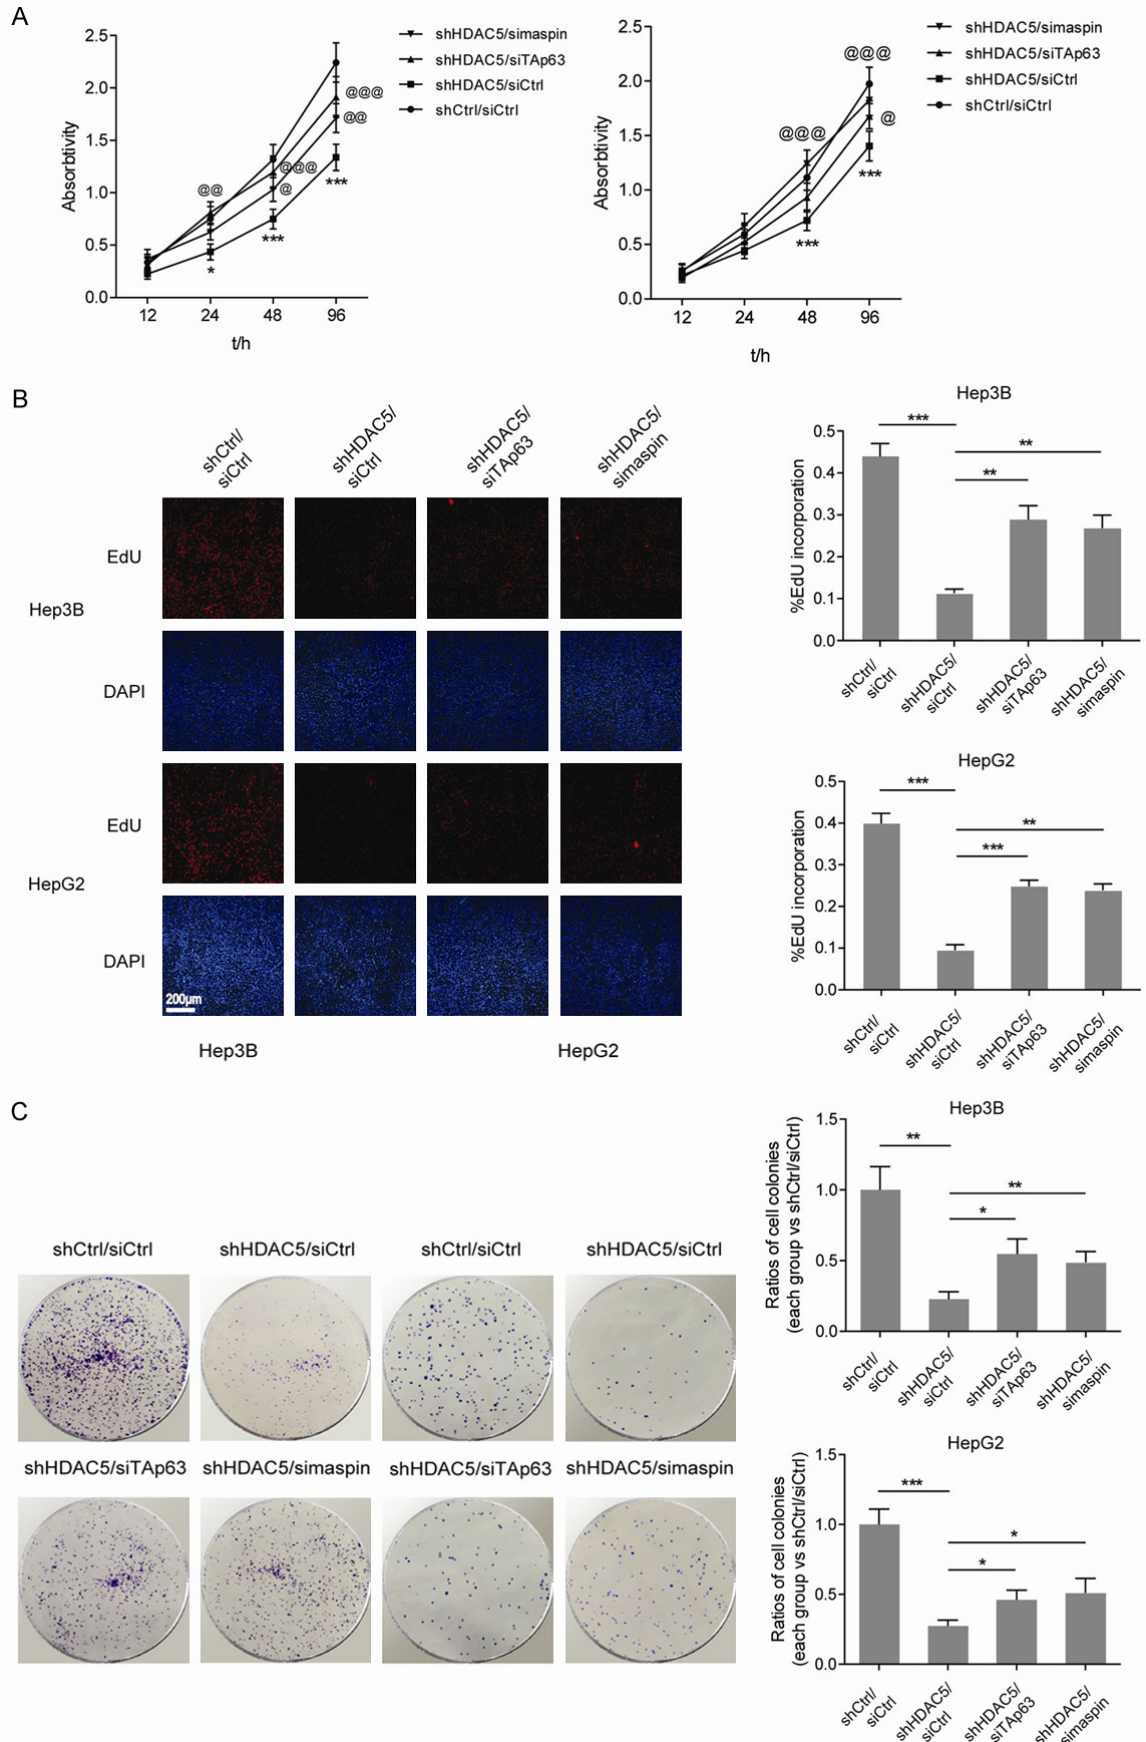 A
2.5
2.0
1.5
1.0
0.5
0.0
Absorbtivity
12 24 48 96
t/h
shHDAC5/simaspin
shHDAC5/siTAp63
shHDAC5/siCtrl
shCtrl/siCtrl
@@
*
@@@
@
***
@@@
@@
***
2.5
2.0
1.5
1.0
0.5
0.0
Absorbtivity
12 24 48 96
t/h
shHDAC5/simaspin
shHDAC5/siTAp63
shHDAC5/siCtrl
shCtrl/siCtrl
@@@
***
@@@
@
***
B
shCtrl/
siCtrl
shHDAC5/
siCtrl
shHDAC5/
siTAp63
shHDAC5/
simaspin
EdU
Hep3B
DAPI
EdU
HepG2
DAPI
200µm
Hep3B
0.5
0.4
0.3
0.2
0.1
0.0
%EdU incorporation
***
**
**
shCtrl/
siCtrl
shHDAC5/
siCtrl
shHDAC5/
siTAp63
shHDAC5/
simaspin
HepG2
0.5
0.4
0.3
0.2
0.1
0.0
%EdU incorporation
***
**
***
shCtrl/
siCtrl
shHDAC5/
siCtrl
shHDAC5/
siTAp63
shHDAC5/
simaspin
Hep3B HepG2
C
shCtrl/siCtrl shHDAC5/siCtrl shCtrl/siCtrl shHDAC5/siCtrl
shHDAC5/siTAp63 shHDAC5/simaspin shHDAC5/siTAp63 shHDAC5/simaspin
Hep3B
1.5
1.0
0.5
0.0
Ratios of cell colonies
(each group vs shCtrl/siCtrl)
**
**
*
shCtrl/
siCtrl
shHDAC5/
siCtrl
shHDAC5/
siTAp63
shHDAC5/
simaspin
HepG2
1.5
1.0
0.5
0.0
Ratios of cell colonies
(each group vs shCtrl/siCtrl)
***
*
*
shCtrl/
siCtrl
shHDAC5/
siCtrl
shHDAC5/
siTAp63
shHDAC5/
simaspin